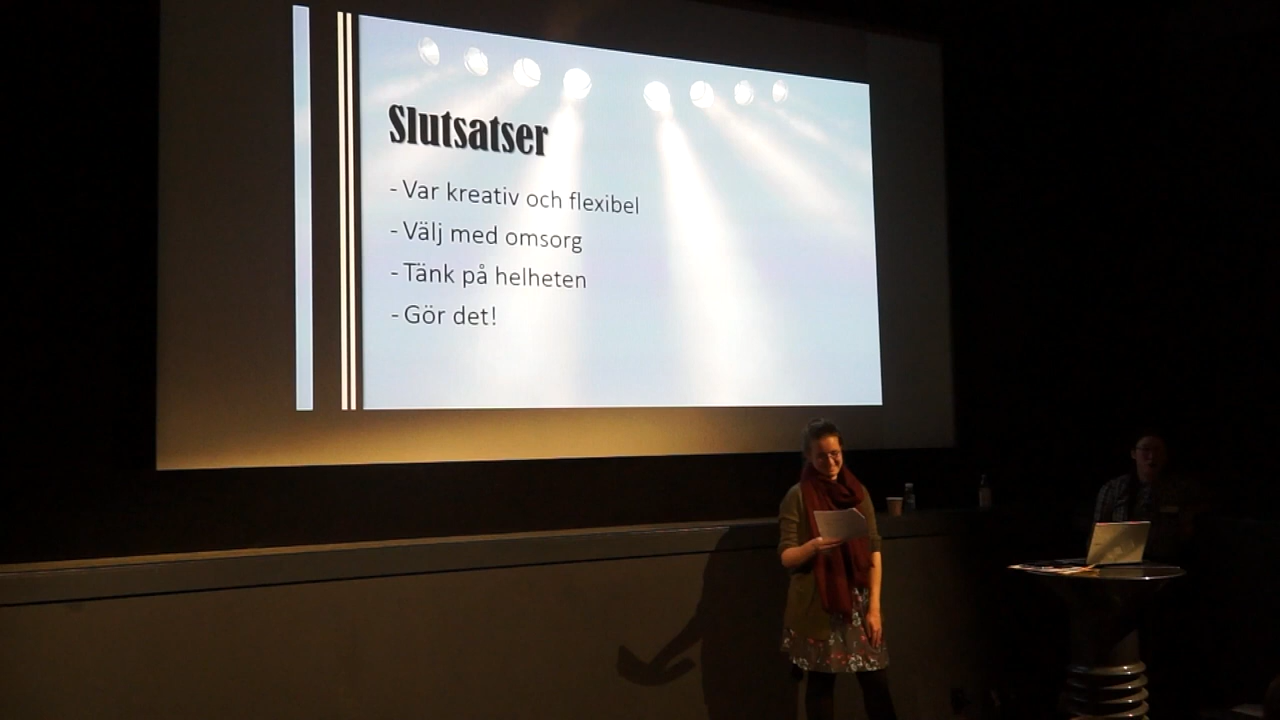 Slutsatser
- Var kreativ och flexibel
- Välj med omsorg
- Tänk på helheten
- Gör det!